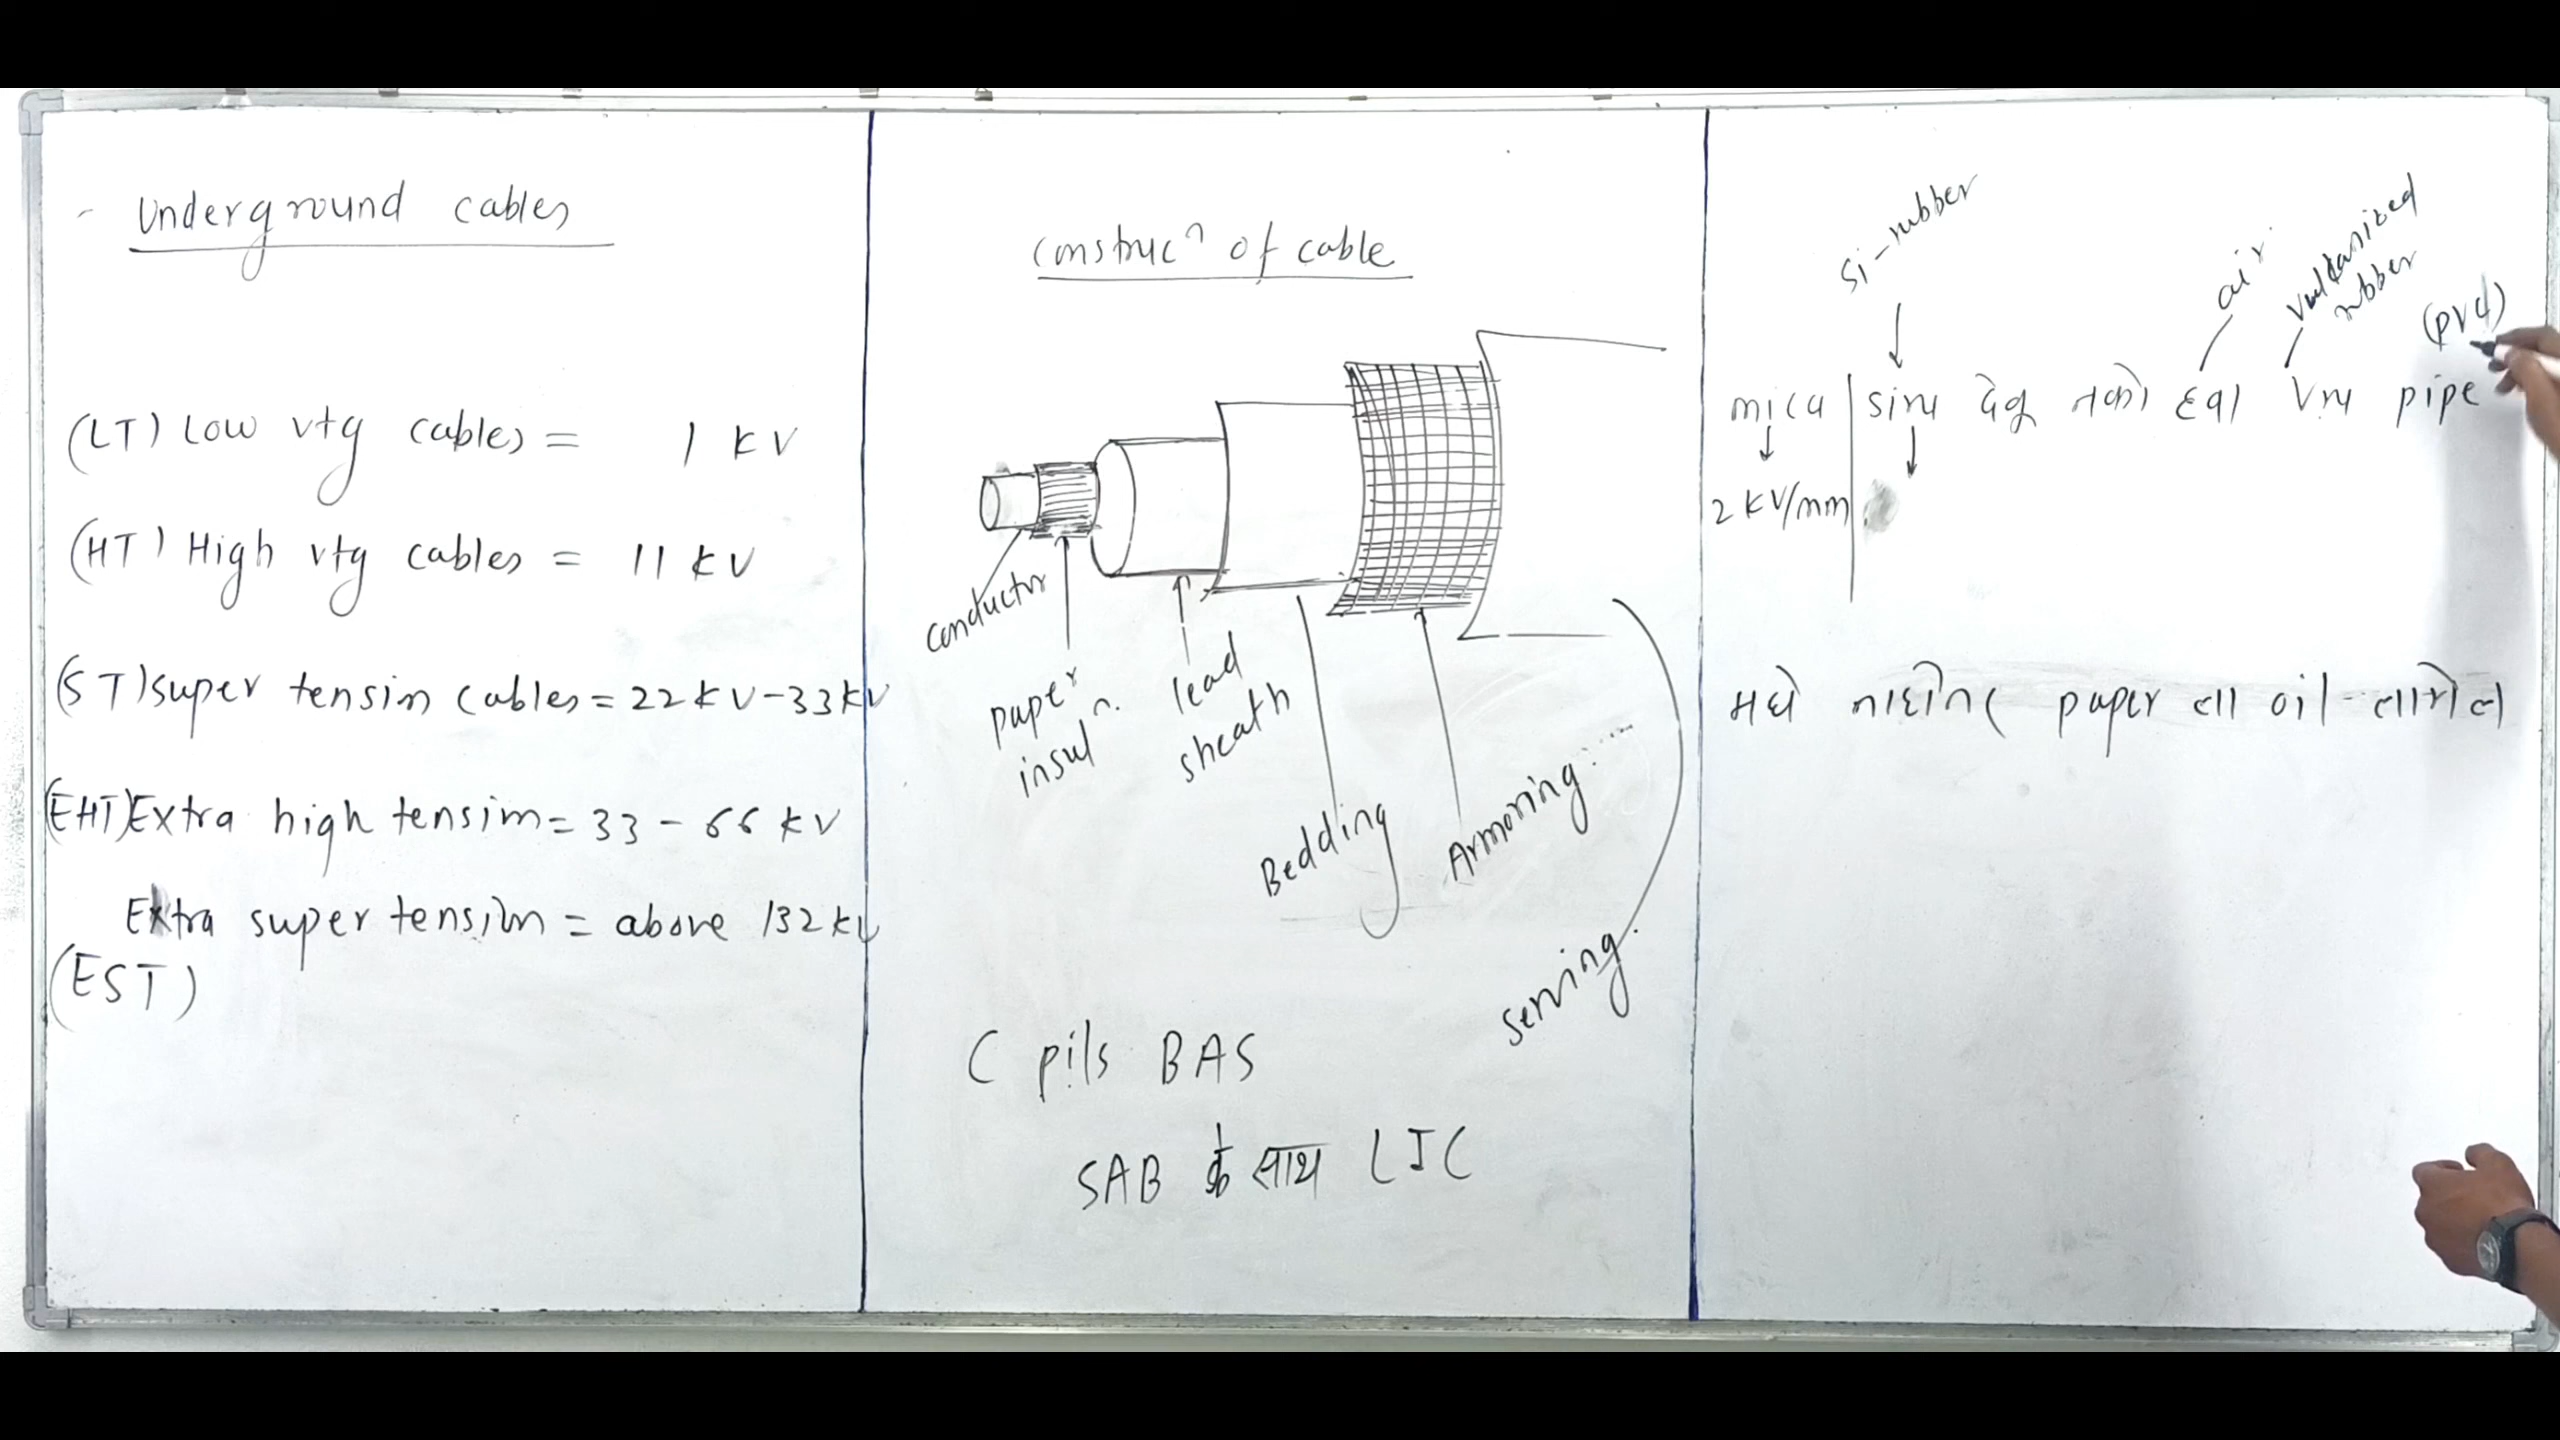 Underground cables
(LT) Low vtg cables = 1 KV
(HT) High vtg cables = 11 KV
(ST) super tension cables = 22 KV - 33 KV
(EHT) Extra high tension = 33 - 66 KV
Extra super tension = above 132 KV
(EST)
construcⁿ of cable
conductor
paper insulⁿ.
lead sheath
Bedding
Armoring
serving.
C pils BAS
SAB के साथ LIC
si-rubber
air
vulcanized rubber
(pvc)
mica
હવા
pipe
2 KV/mm
paper
oil